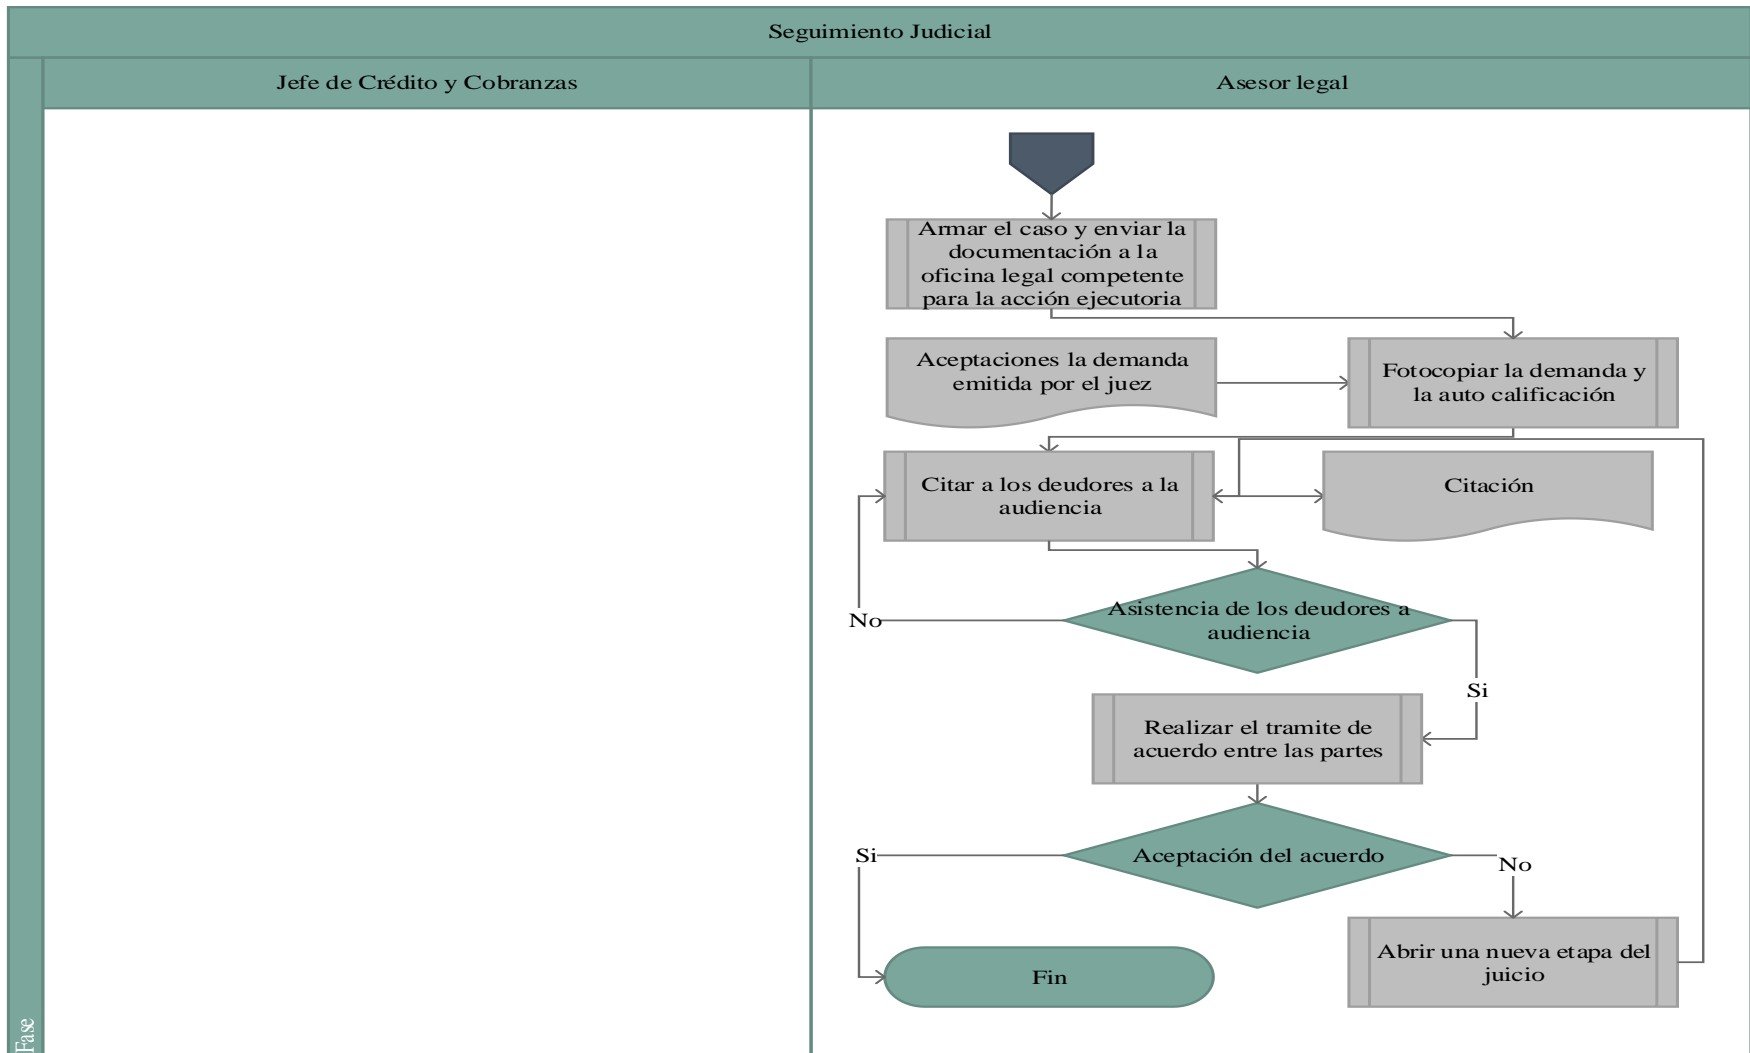 Seguimiento Judicial
Jefe de Crédito y Cobranzas
Asesor legal
Armar el caso y enviar la
documentación a la
oficina legal competente
para la acción ejecutoria
Aceptaciones la demanda
emitida por el juez
Fotocopiar la demanda y
la auto calificación
Citar a los deudores a la
audiencia
Citación
Asistencia de los deudores a
audiencia
No
Si
Realizar el tramite de
acuerdo entre las partes
Aceptación del acuerdo
Si
No
Abrir una nueva etapa del
juicio
Fin
Fase